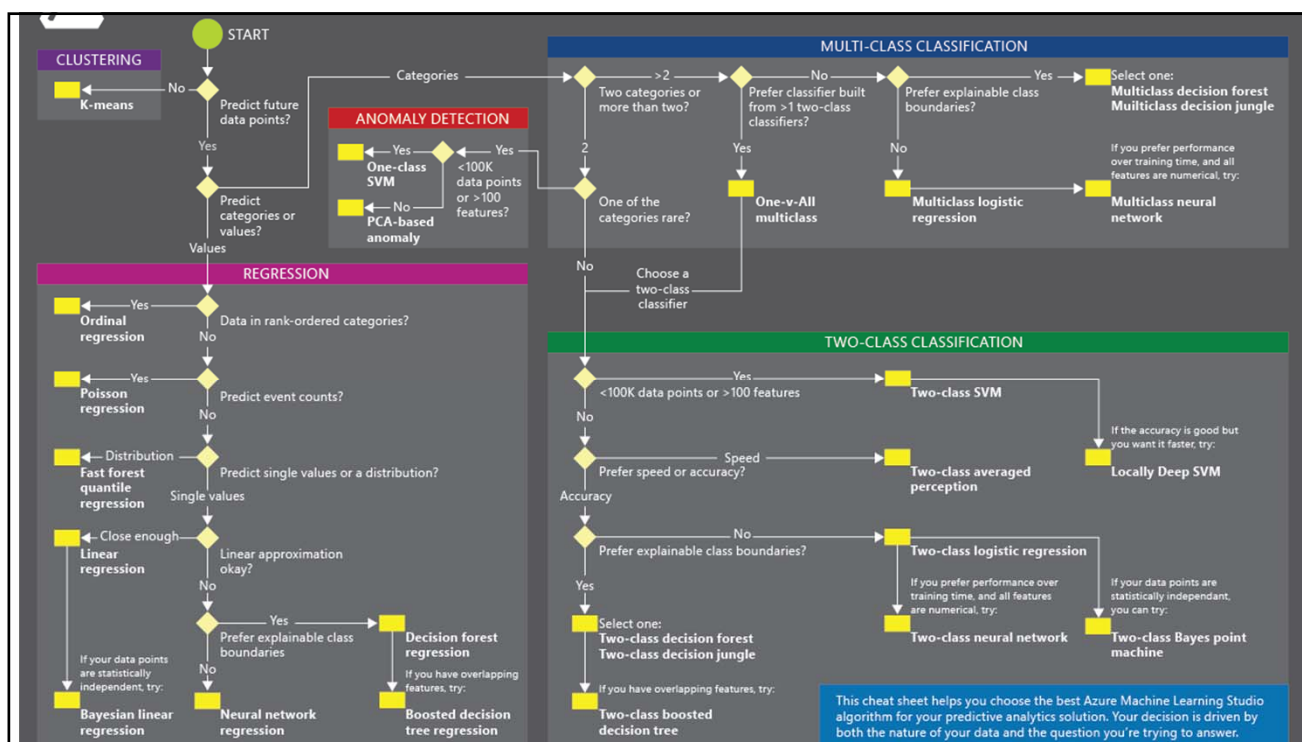 START
CLUSTERING
No
K-means
Predict future
data points?
Yes
Predict
categories or
values?
Values
Categories
ANOMALY DETECTION
Yes
One-class
SVM
<100K
data points
or >100
features?
Yes
No
PCA-based
anomaly
MULTI-CLASS CLASSIFICATION
Two categories or
more than two?
>2
Prefer classifier built
from >1 two-class
classifiers?
No
Prefer explainable class
boundaries?
Yes
Select one:
Multiclass decision forest
Muilticlass decision jungle
2
Yes
No
If you prefer performance
over training time, and all
features are numerical, try:
One of the
categories rare?
One-v-All
multiclass
Multiclass logistic
regression
Multiclass neural
network
No
Choose a
two-class
classifier
REGRESSION
Yes
Ordinal
regression
Data in rank-ordered categories?
No
Yes
Poisson
regression
Predict event counts?
No
Distribution
Fast forest
quantile
regression
Predict single values or a distribution?
Single values
Close enough
Linear
regression
Linear approximation
okay?
No
Yes
Prefer explainable class
boundaries
Decision forest
regression
No
If your data points
are statistically
independent, try:
If you have overlapping
features, try:
Bayesian linear
regression
Neural network
regression
Boosted decision
tree regression
TWO-CLASS CLASSIFICATION
Yes
<100K data points or >100 features
Two-class SVM
No
If the accuracy is good but
you want it faster, try:
Speed
Prefer speed or accuracy?
Two-class averaged
perception
Locally Deep SVM
Accuracy
No
Prefer explainable class boundaries?
Two-class logistic regression
Yes
If you prefer performance over
training time, and all features
are numerical, try:
If your data points are
statistically independant,
you can try:
Select one:
Two-class decision forest
Two-class decision jungle
Two-class neural network
Two-class Bayes point
machine
If you have overlapping features, try:
Two-class boosted
decision tree
This cheat sheet helps you choose the best Azure Machine Learning Studio
algorithm for your predictive analytics solution. Your decision is driven by
both the nature of your data and the question you're trying to answer.